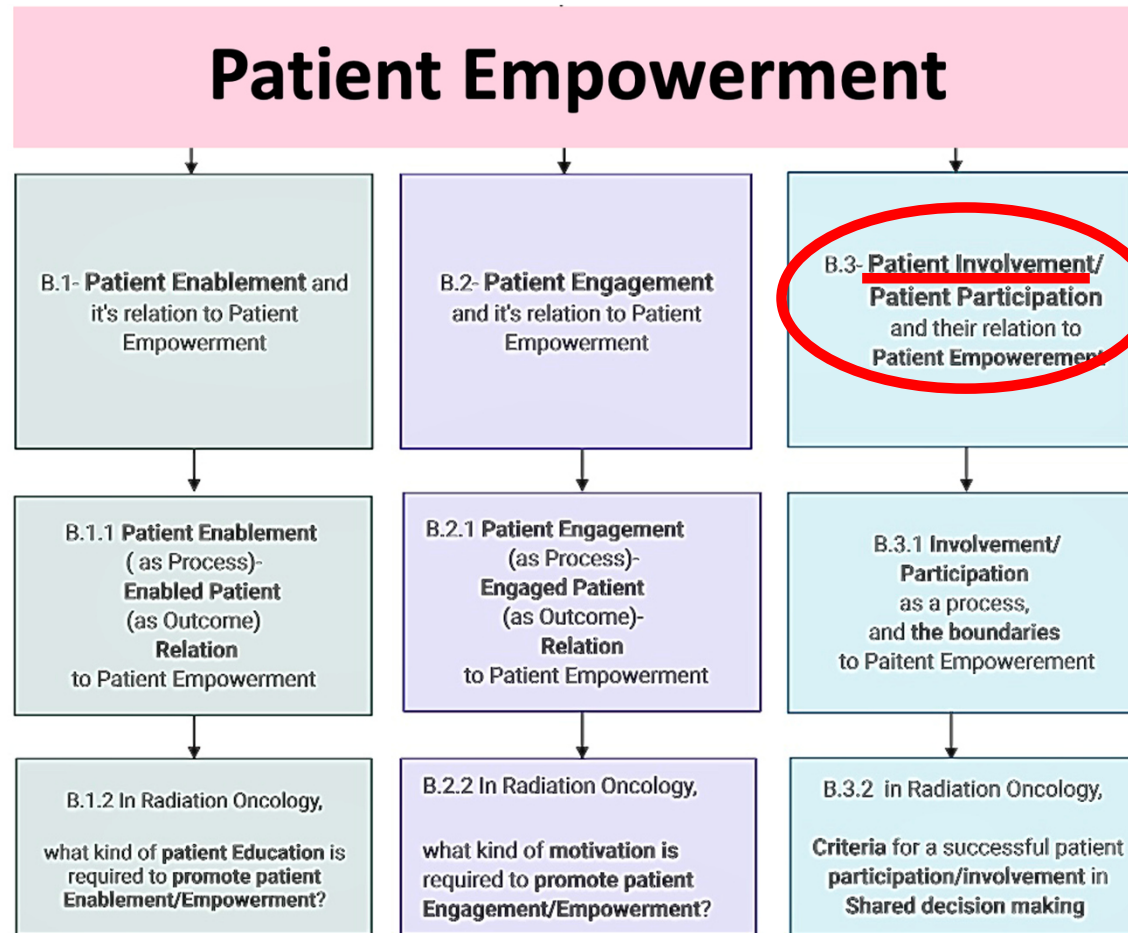 Patient Empowerment
B.1- Patient Enablement and
it's relation to Patient
Empowerment
B.2- Patient Engagement
and it's relation to Patient
Empowerment
B.3- Patient Involvement/
Patient Participation
and their relation to
Patient Empowerement
B.1.1 Patient Enablement
( as Process)-
Enabled Patient
(as Outcome)
Relation
to Patient Empowerment
B.2.1 Patient Engagement
(as Process)-
Engaged Patient
(as Outcome)-
Relation
to Patient Empowerment
B.3.1 Involvement/
Participation
as a process,
and the boundaries
to Paitent Empowerement
B.1.2 In Radiation Oncology,
what kind of patient Education is
required to promote patient
Enablement/Empowerment?
B.2.2 In Radiation Oncology,
what kind of motivation is
required to promote patient
Engagement/Empowerment?
B.3.2 in Radiation Oncology,
Criteria for a successful patient
participation/involvement in
Shared decision making